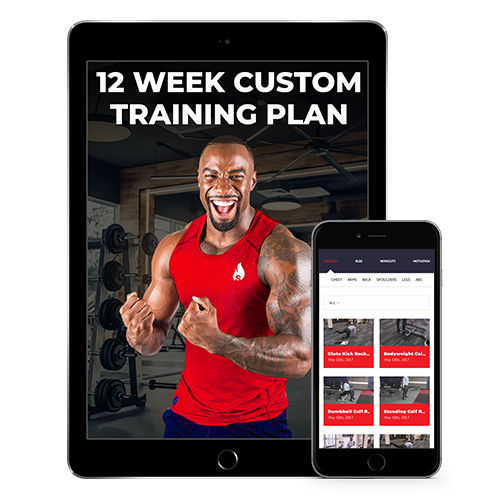 12 WEEK CUSTOM
TRAINING PLAN
EXERCISES BLOG WORKOUTS MOTIVATION
CHEST ARMS BACK SHOULDERS LEGS ABS
ALL
Glute Kick Back...
May 18th, 2017
Bodyweight Cal...
May 18th, 2017
Dumbbell Calf R...
May 18th, 2017
Standing Calf R...
May 18th, 2017